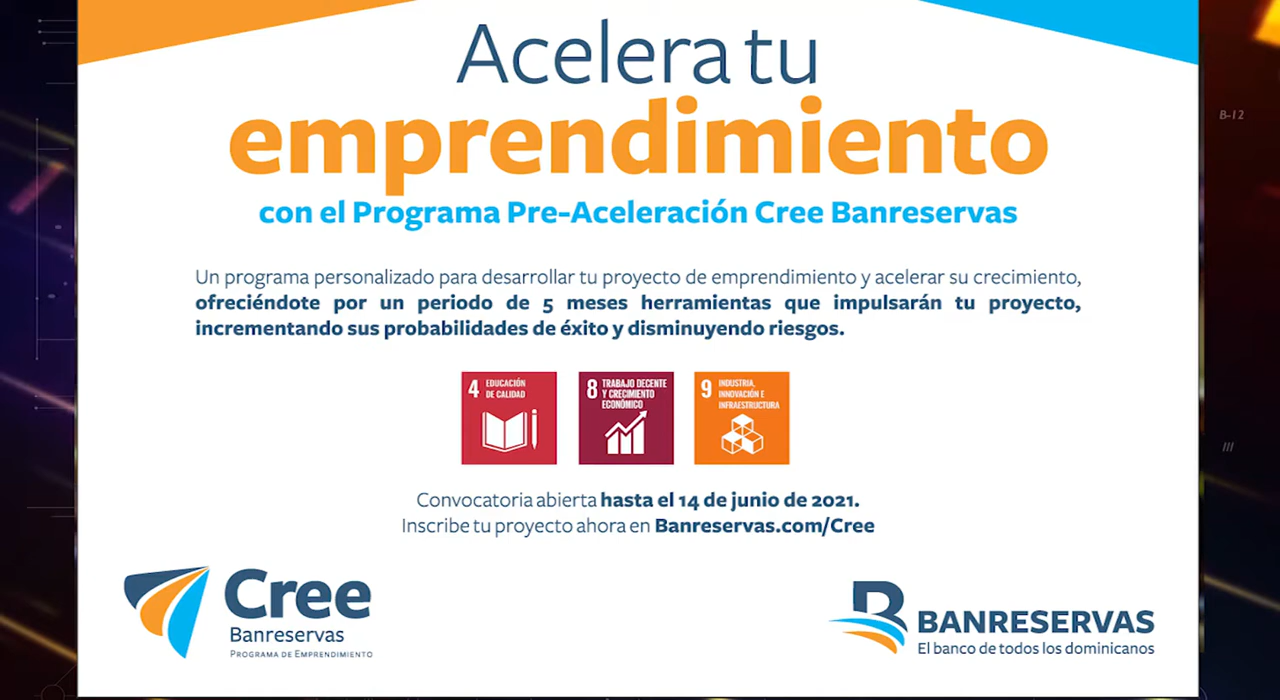 Acelera tu
emprendimiento
con el Programa Pre-Aceleración Cree Banreservas
Un programa personalizado para desarrollar tu proyecto de emprendimiento y acelerar su crecimiento,
ofreciéndote por un periodo de 5 meses herramientas que impulsarán tu proyecto,
incrementando sus probabilidades de éxito y disminuyendo riesgos.
4 EDUCACIÓN
DE CALIDAD
8 TRABAJO DECENTE
Y CRECIMIENTO
ECONÓMICO
9 INDUSTRIA,
INNOVACIÓN E
INFRAESTRUCTURA
Convocatoria abierta hasta el 14 de junio de 2021.
Inscribe tu proyecto ahora en Banreservas.com/Cree
Cree
Banreservas
PROGRAMA DE EMPRENDIMIENTO
B BANRESERVAS
El banco de todos los dominicanos
B-12
///